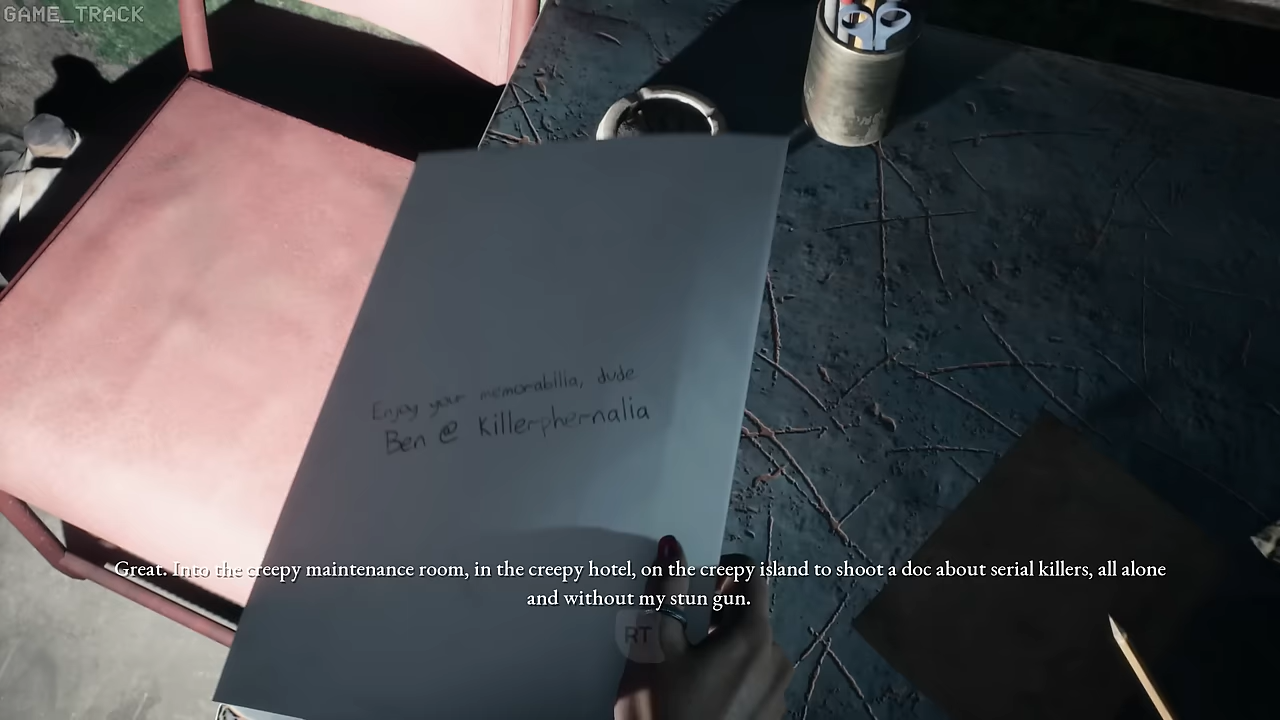 GAME_TRACK
Enjoy your memorabilia, dude
Ben @ Killerphernalia
Great. Into the creepy maintenance room, in the creepy hotel, on the creepy island to shoot a doc about serial killers, all alone
and without my stun gun.
RT